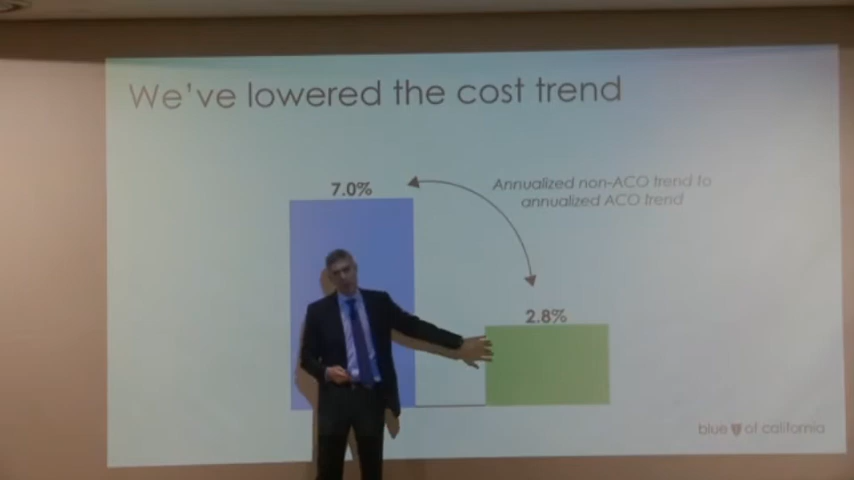 We've lowered the cost trend
7.0%
Annualized non-ACO trend to
annualized ACO trend
2.8%
blue of california